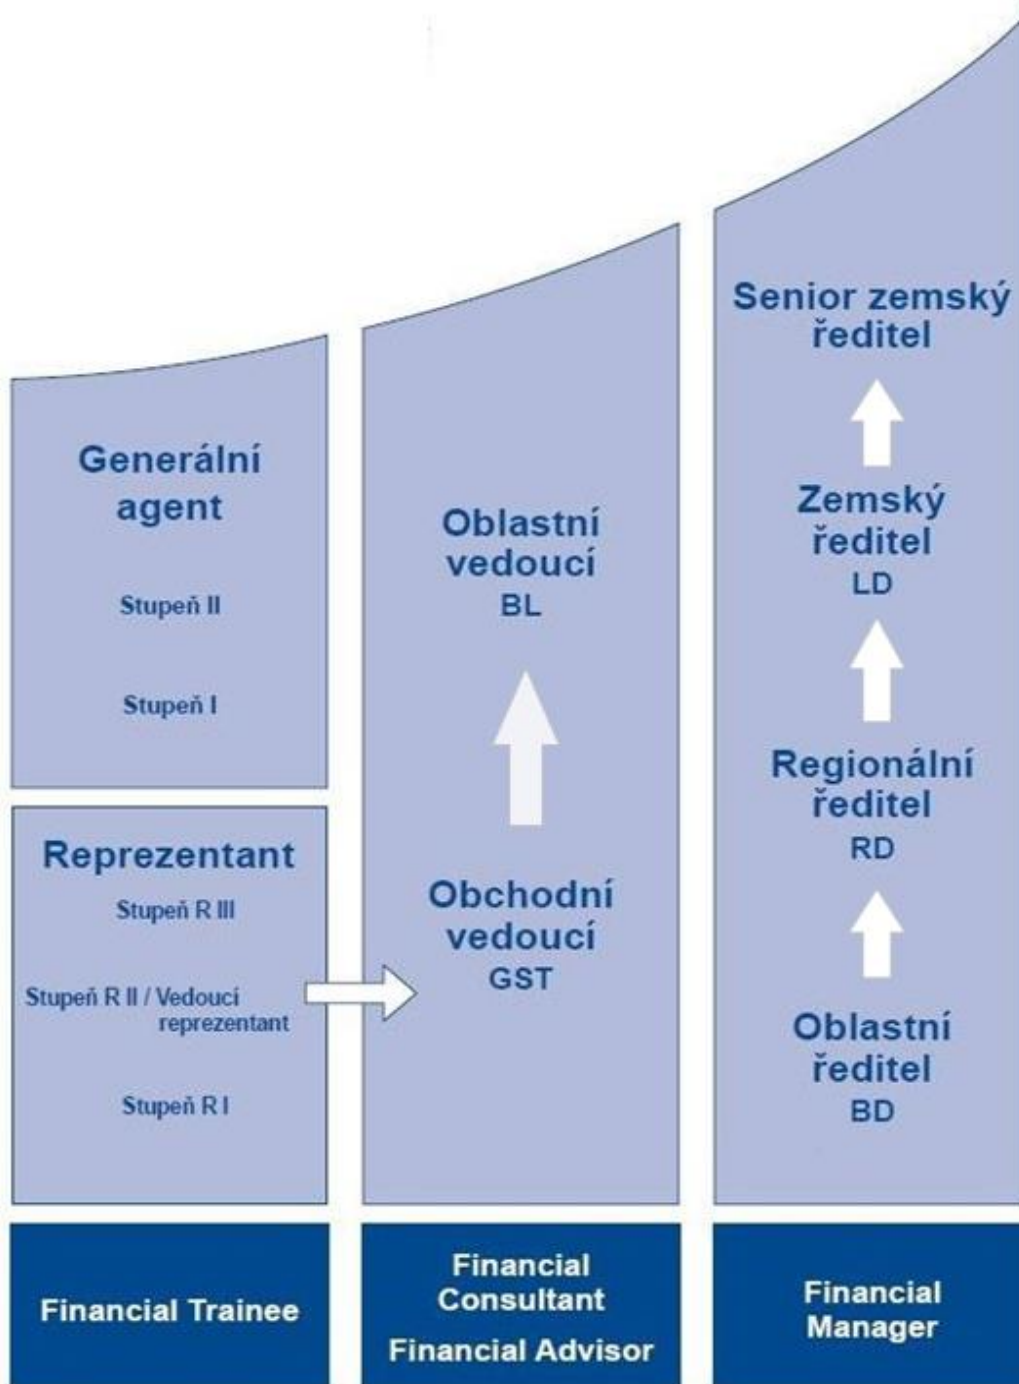 Generální
agent
Stupeň II
Stupeň I
Reprezentant
Stupeň R III
Stupeň R II / Vedoucí
reprezentant
Stupeň R I
Financial Trainee
Oblastní
vedoucí
BL
Obchodní
vedoucí
GST
Financial
Consultant
Financial Advisor
Senior zemský
ředitel
Zemský
ředitel
LD
Regionální
ředitel
RD
Oblastní
ředitel
BD
Financial
Manager